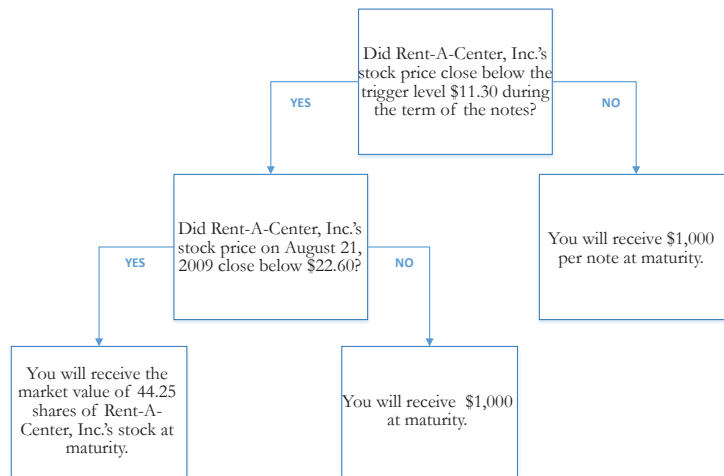 Did Rent-A-Center, Inc.'s
stock price close below the
trigger level $11.30 during
the term of the notes?
YES
NO
Did Rent-A-Center, Inc.'s
stock price on August 21,
2009 close below $22.60?
You will receive $1,000
per note at maturity.
YES
NO
You will receive the
market value of 44.25
shares of Rent-A-
Center, Inc.'s stock at
maturity.
You will receive $1,000
at maturity.